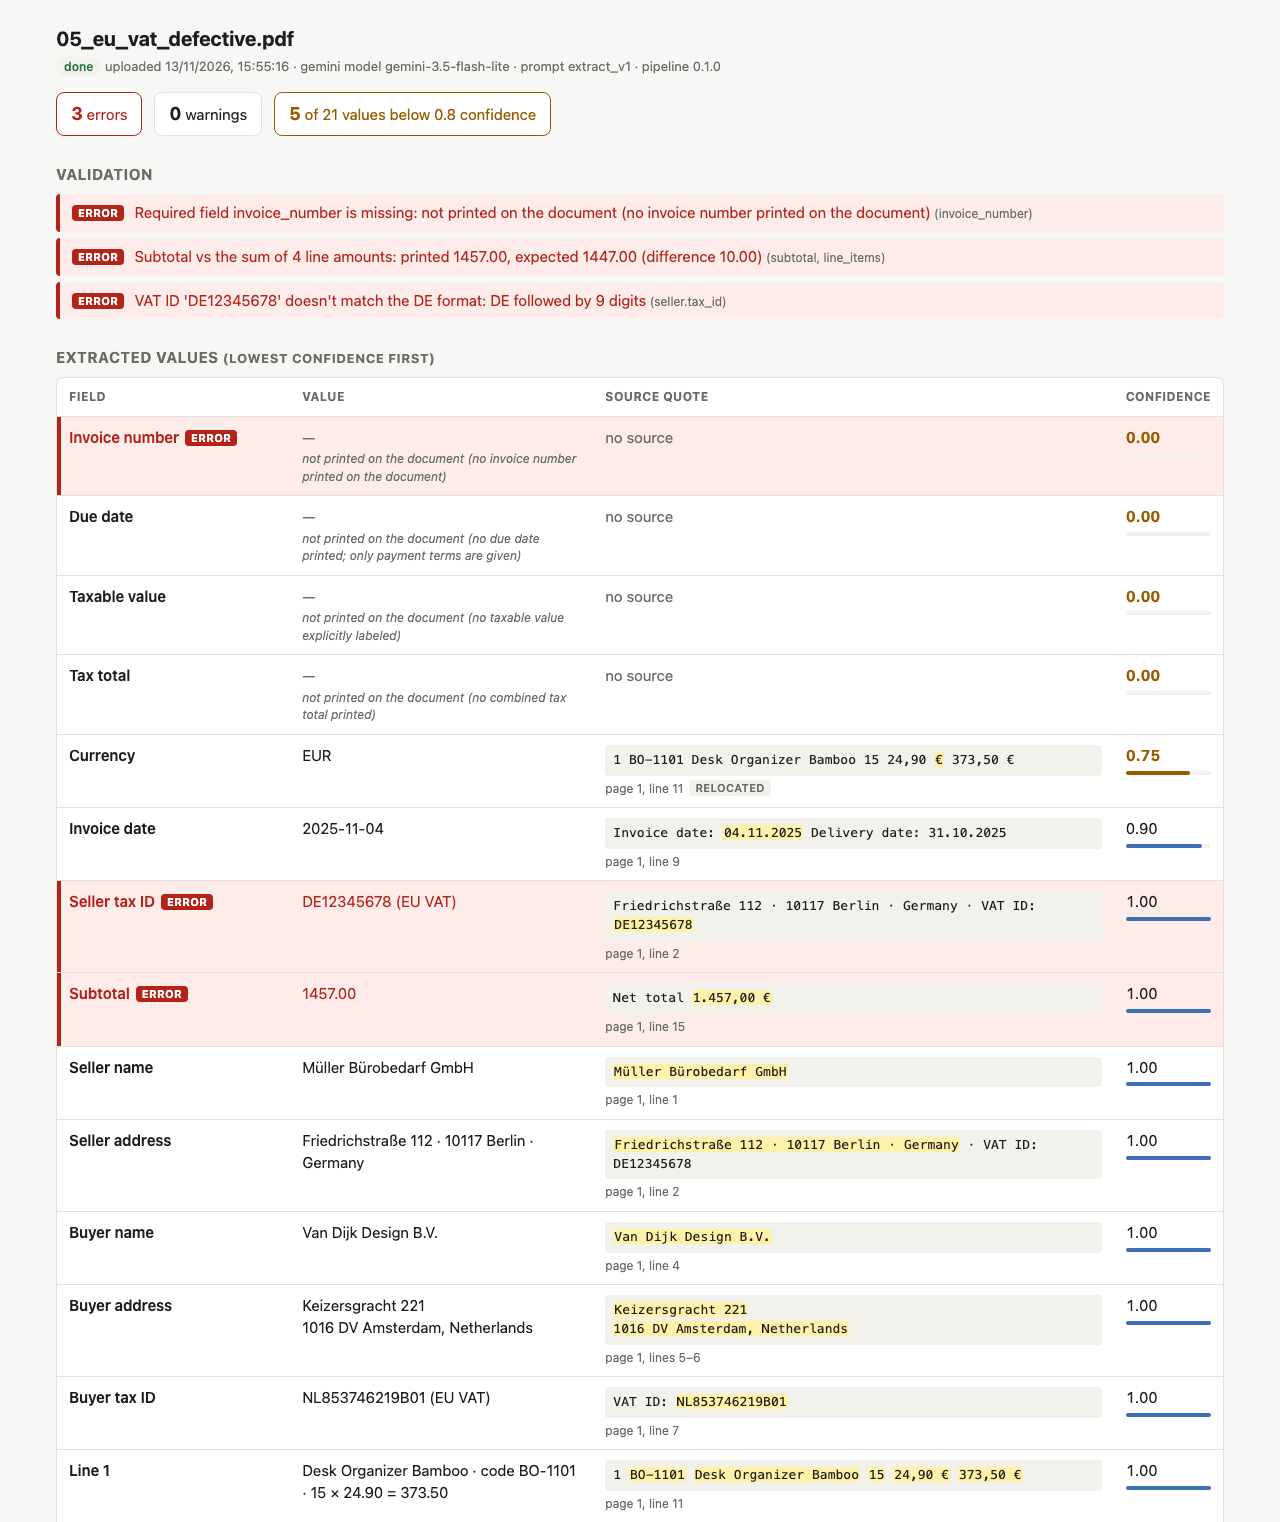 05_eu_vat_defective.pdf
done uploaded 13/11/2026, 15:55:16 · gemini model gemini-3.5-flash-lite · prompt extract_v1 · pipeline 0.1.0
3 errors 0 warnings 5 of 21 values below 0.8 confidence
VALIDATION
ERROR Required field invoice_number is missing: not printed on the document (no invoice number printed on the document) (invoice_number)
ERROR Subtotal vs the sum of 4 line amounts: printed 1457.00, expected 1447.00 (difference 10.00) (subtotal, line_items)
ERROR VAT ID 'DE12345678' doesn't match the DE format: DE followed by 9 digits (seller.tax_id)
EXTRACTED VALUES (LOWEST CONFIDENCE FIRST)
FIELD VALUE SOURCE QUOTE CONFIDENCE
Invoice number ERROR — no source 0.00
not printed on the document (no invoice number
printed on the document)
Due date — no source 0.00
not printed on the document (no due date
printed; only payment terms are given)
Taxable value — no source 0.00
not printed on the document (no taxable value
explicitly labeled)
Tax total — no source 0.00
not printed on the document (no combined tax
total printed)
Currency EUR 1 BO-1101 Desk Organizer Bamboo 15 24,90 € 373,50 € 0.75
page 1, line 11 RELOCATED
Invoice date 2025-11-04 Invoice date: 04.11.2025 Delivery date: 31.10.2025 0.90
page 1, line 9
Seller tax ID ERROR DE12345678 (EU VAT) Friedrichstraße 112 · 10117 Berlin · Germany · VAT ID: 1.00
DE12345678
page 1, line 2
Subtotal ERROR 1457.00 Net total 1.457,00 € 1.00
page 1, line 15
Seller name Müller Bürobedarf GmbH Müller Bürobedarf GmbH 1.00
page 1, line 1
Seller address Friedrichstraße 112 · 10117 Berlin · Friedrichstraße 112 · 10117 Berlin · Germany · VAT ID: 1.00
Germany DE12345678
page 1, line 2
Buyer name Van Dijk Design B.V. Van Dijk Design B.V. 1.00
page 1, line 4
Buyer address Keizersgracht 221 Keizersgracht 221 1.00
1016 DV Amsterdam, Netherlands 1016 DV Amsterdam, Netherlands
page 1, lines 5–6
Buyer tax ID NL853746219B01 (EU VAT) VAT ID: NL853746219B01 1.00
page 1, line 7
Line 1 Desk Organizer Bamboo · code BO-1101 1 BO-1101 Desk Organizer Bamboo 15 24,90 € 373,50 € 1.00
· 15 × 24.90 = 373.50
page 1, line 11